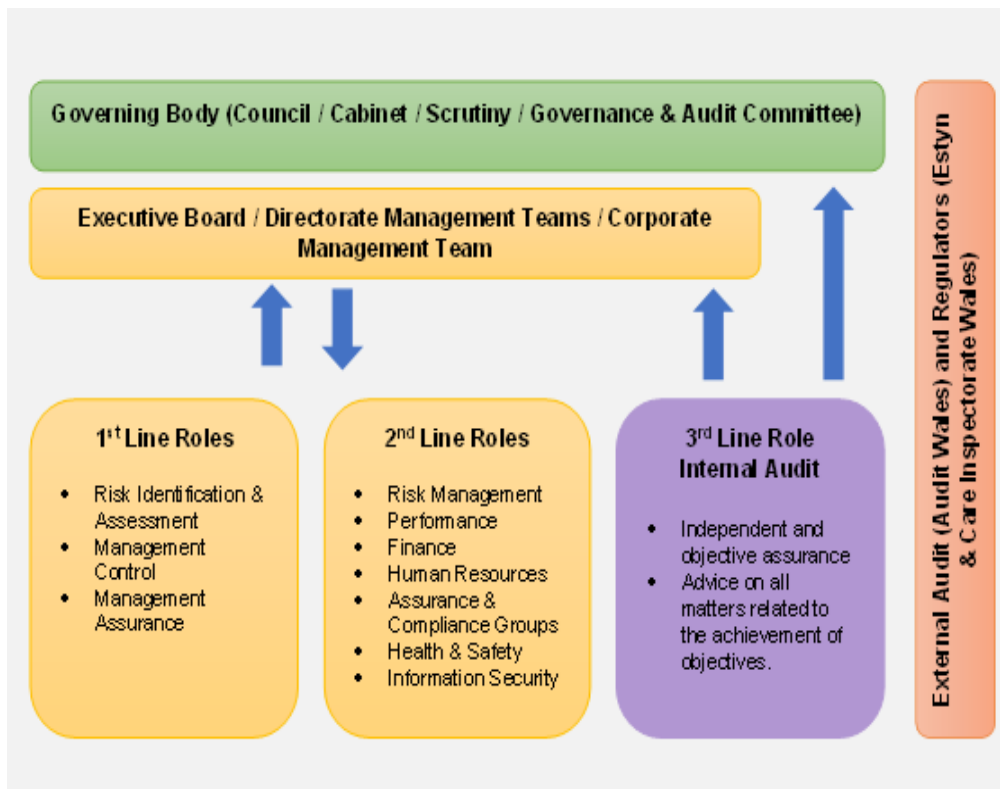 Governing Body (Council / Cabinet / Scrutiny / Governance & Audit Committee)
Executive Board / Directorate Management Teams / Corporate
Management Team
1st Line Roles
• Risk Identification &
Assessment
• Management
Control
• Management
Assurance
2nd Line Roles
• Risk Management
• Performance
• Finance
• Human Resources
• Assurance &
Compliance Groups
• Health & Safety
• Information Security
3rd Line Role
Internal Audit
• Independent and
objective assurance
• Advice on all
matters related to
the achievement of
objectives.
External Audit (Audit Wales) and Regulators (Estyn
& Care Inspectorate Wales)